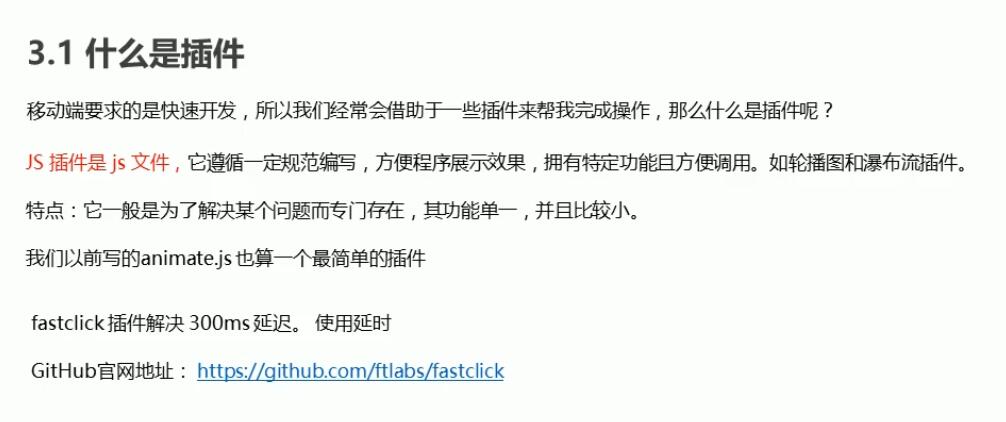 3.1 什么是插件
移动端要求的是快速开发，所以我们经常会借助于一些插件来帮我完成操作，那么什么是插件呢？
JS 插件是 js 文件，它遵循一定规范编写，方便程序展示效果，拥有特定功能且方便调用。如轮播图和瀑布流插件。
特点：它一般是为了解决某个问题而专门存在，其功能单一，并且比较小。
我们以前写的animate.js 也算一个最简单的插件
fastclick 插件解决 300ms 延迟。 使用延时
GitHub官网地址： https://github.com/ftlabs/fastclick